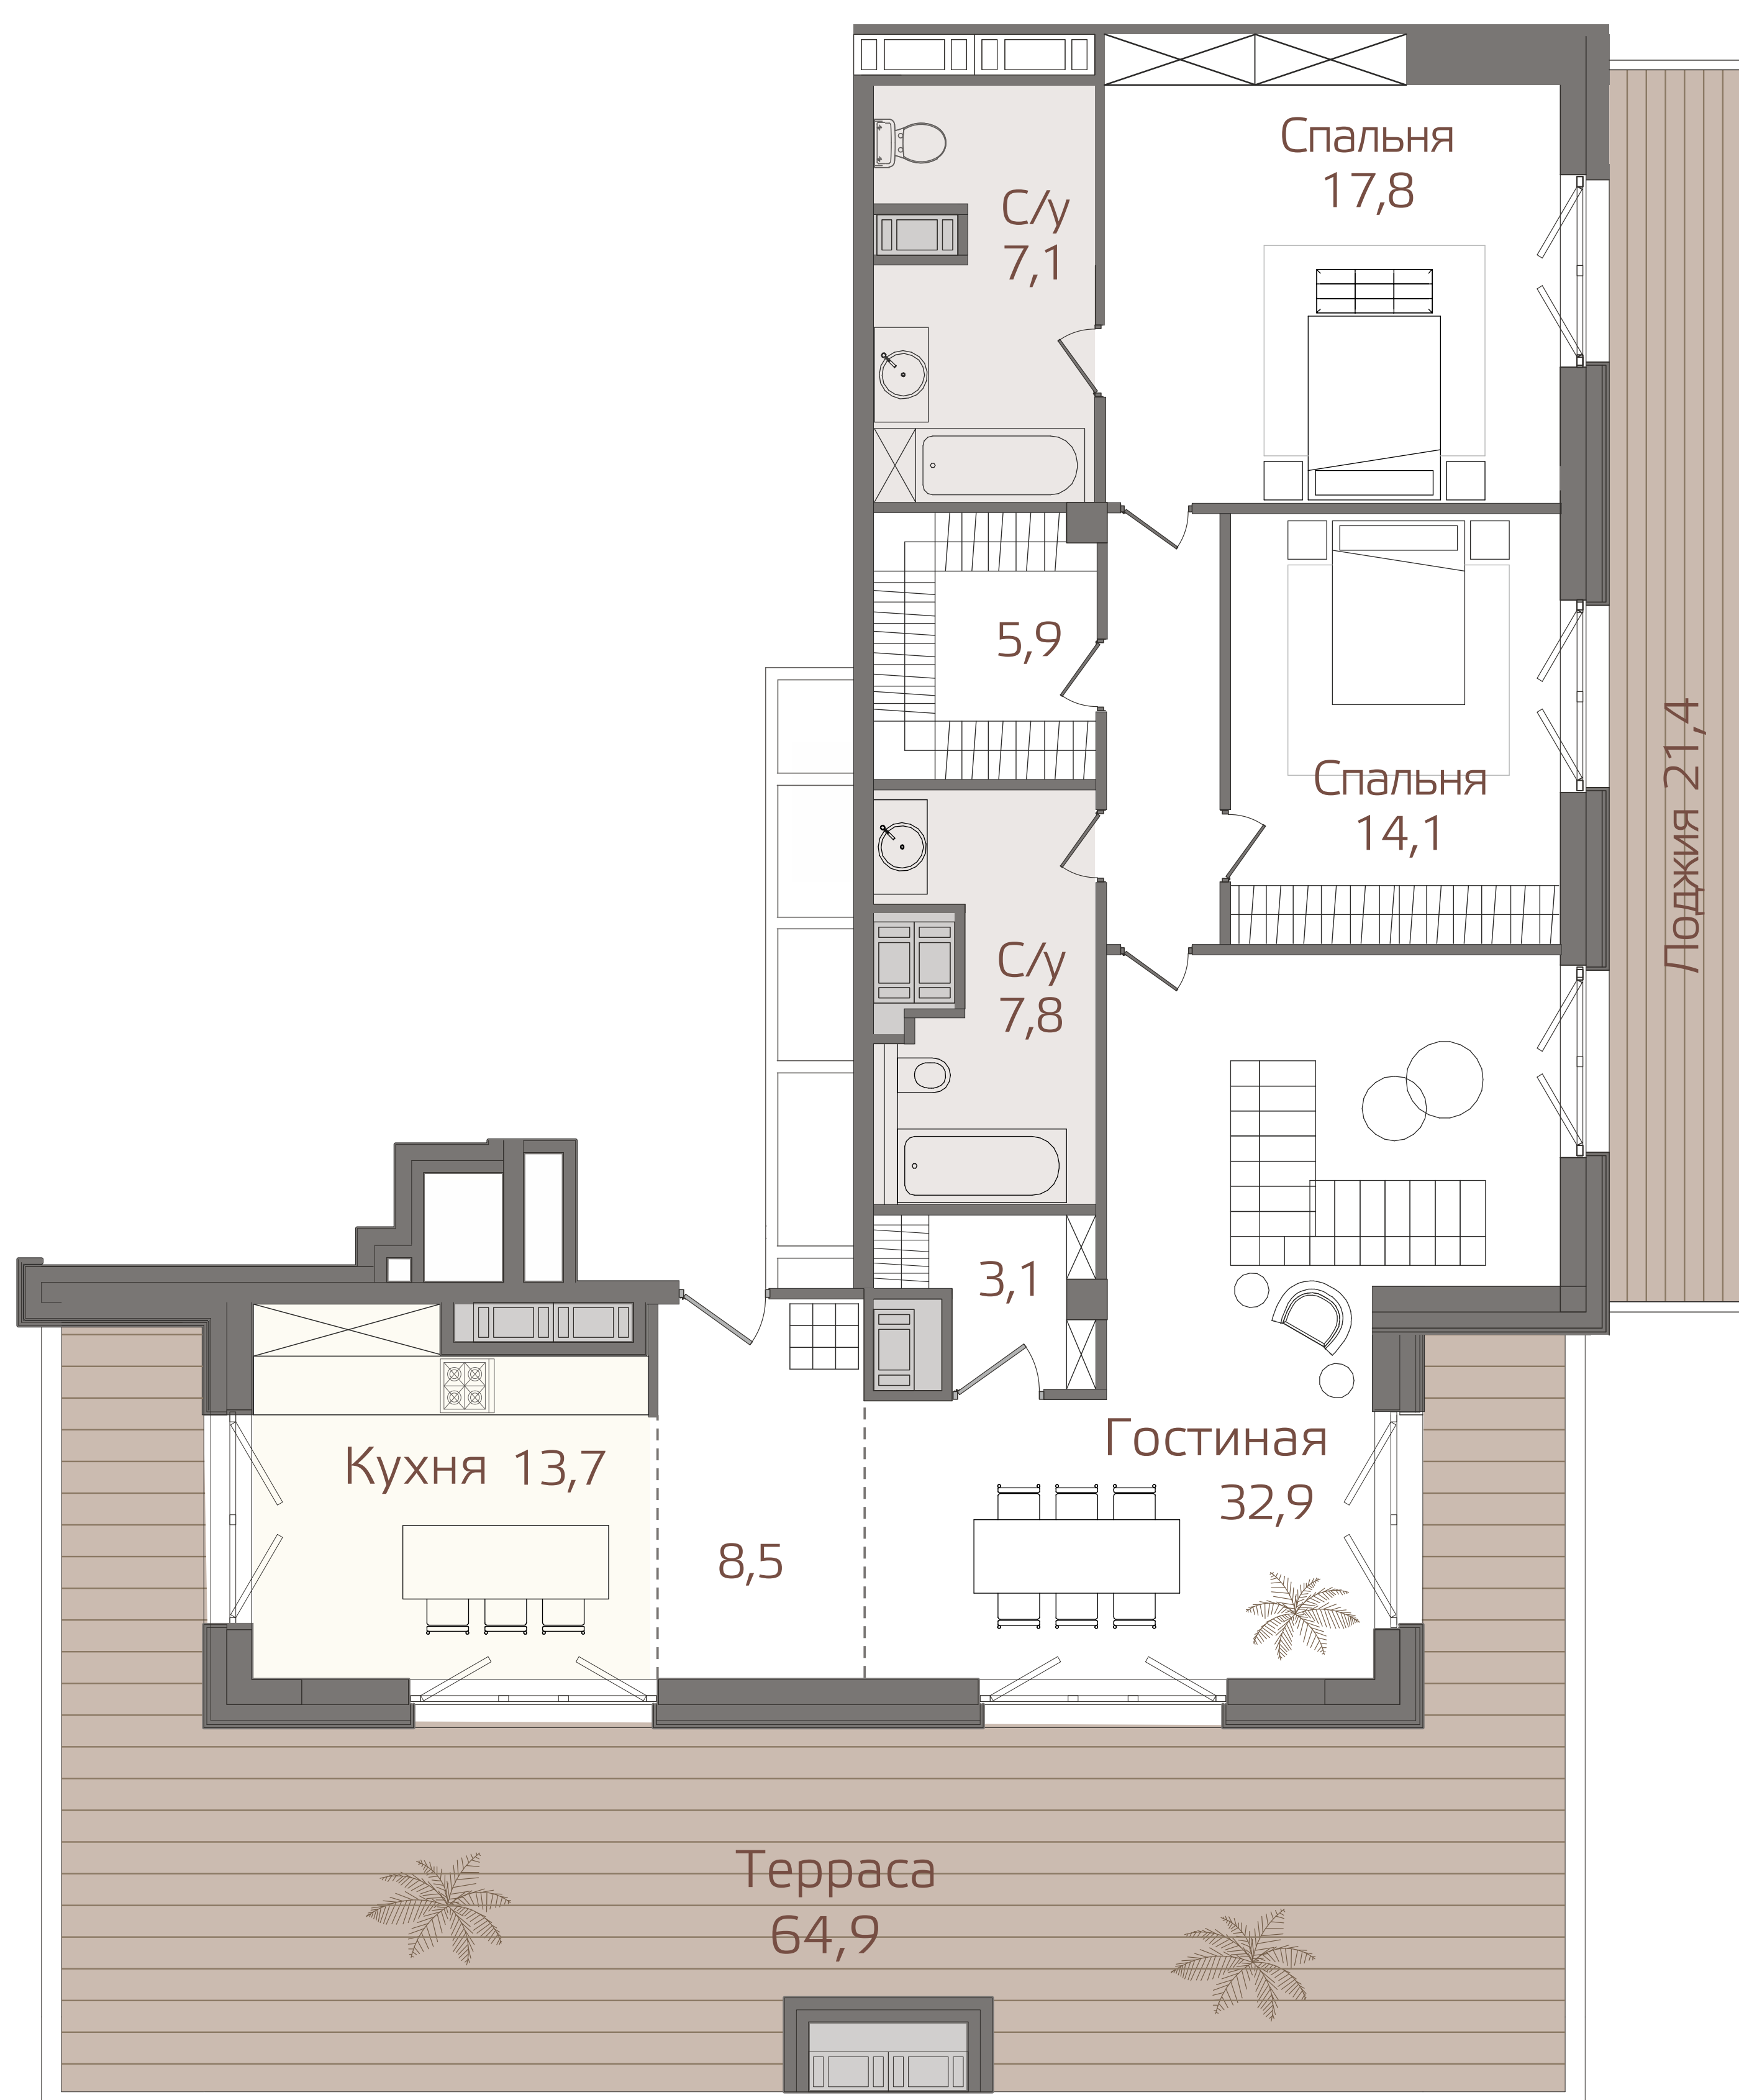 Спальня
17,8
С/у
7,1
5,9
Спальня
14,1
Лоджия 21,4
С/у
7,8
3,1
Гостиная
32,9
Кухня 13,7
8,5
Терраса
64,9